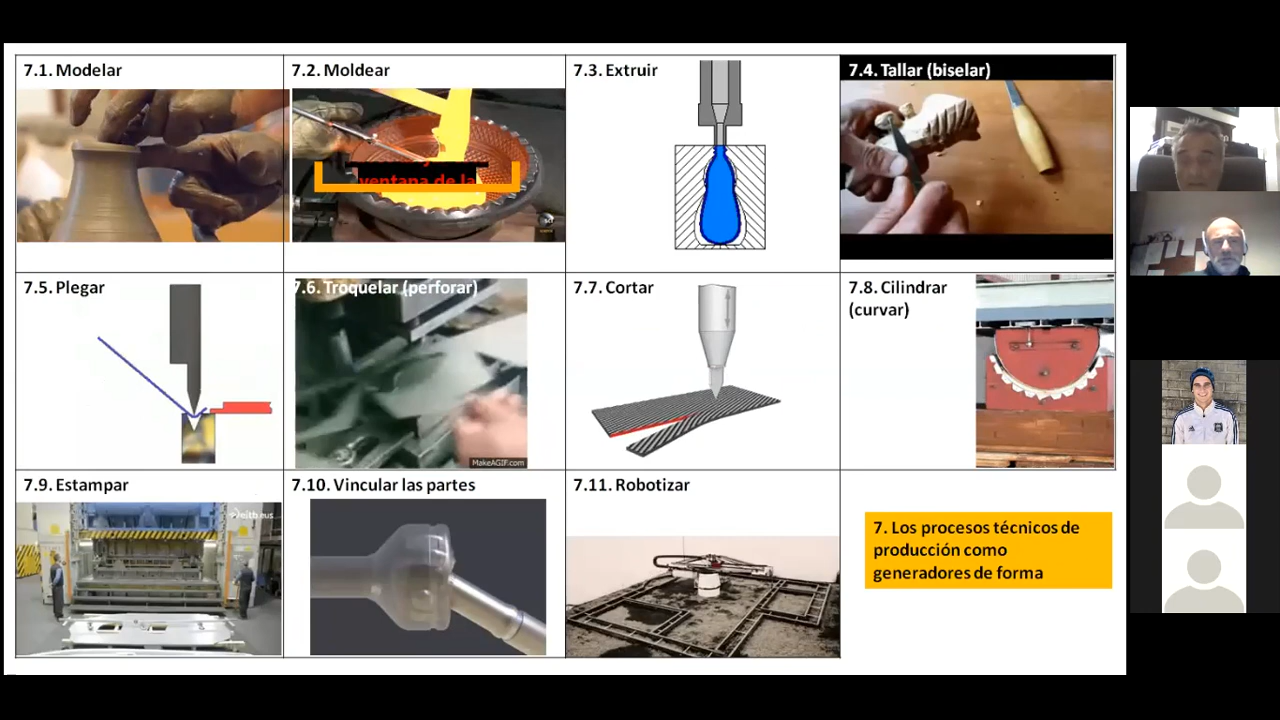 7.1. Modelar
7.2. Moldear
ventana de la
7.3. Extruir
7.4. Tallar (biselar)
7.5. Plegar
7.6. Troquelar (perforar)
MakeAGIF.com
7.7. Cortar
7.8. Cilindrar
(curvar)
7.9. Estampar
eitb.eus
7.10. Vincular las partes
7.11. Robotizar
7. Los procesos técnicos de
producción como
generadores de forma